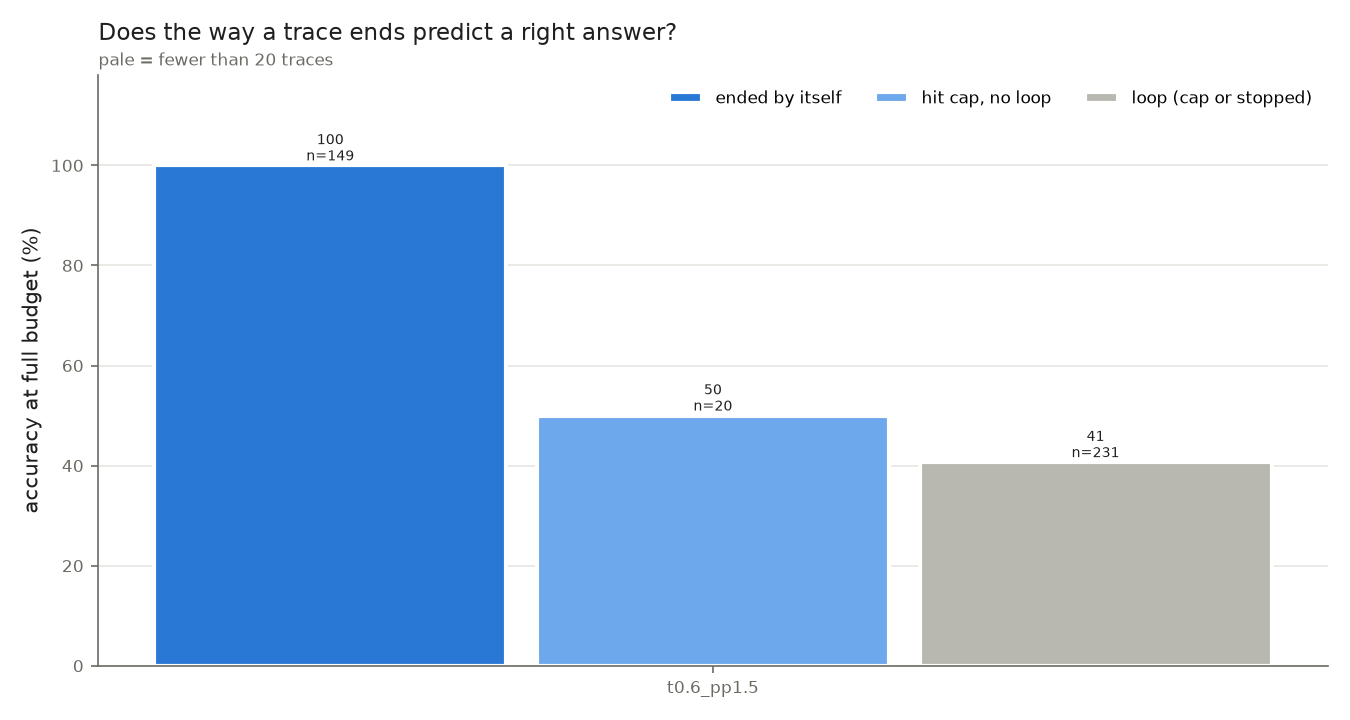 Does the way a trace ends predict a right answer?
pale = fewer than 20 traces
ended by itself
hit cap, no loop
loop (cap or stopped)
100
n=149
50
n=20
41
n=231
accuracy at full budget (%)
100
80
60
40
20
0
t0.6_pp1.5